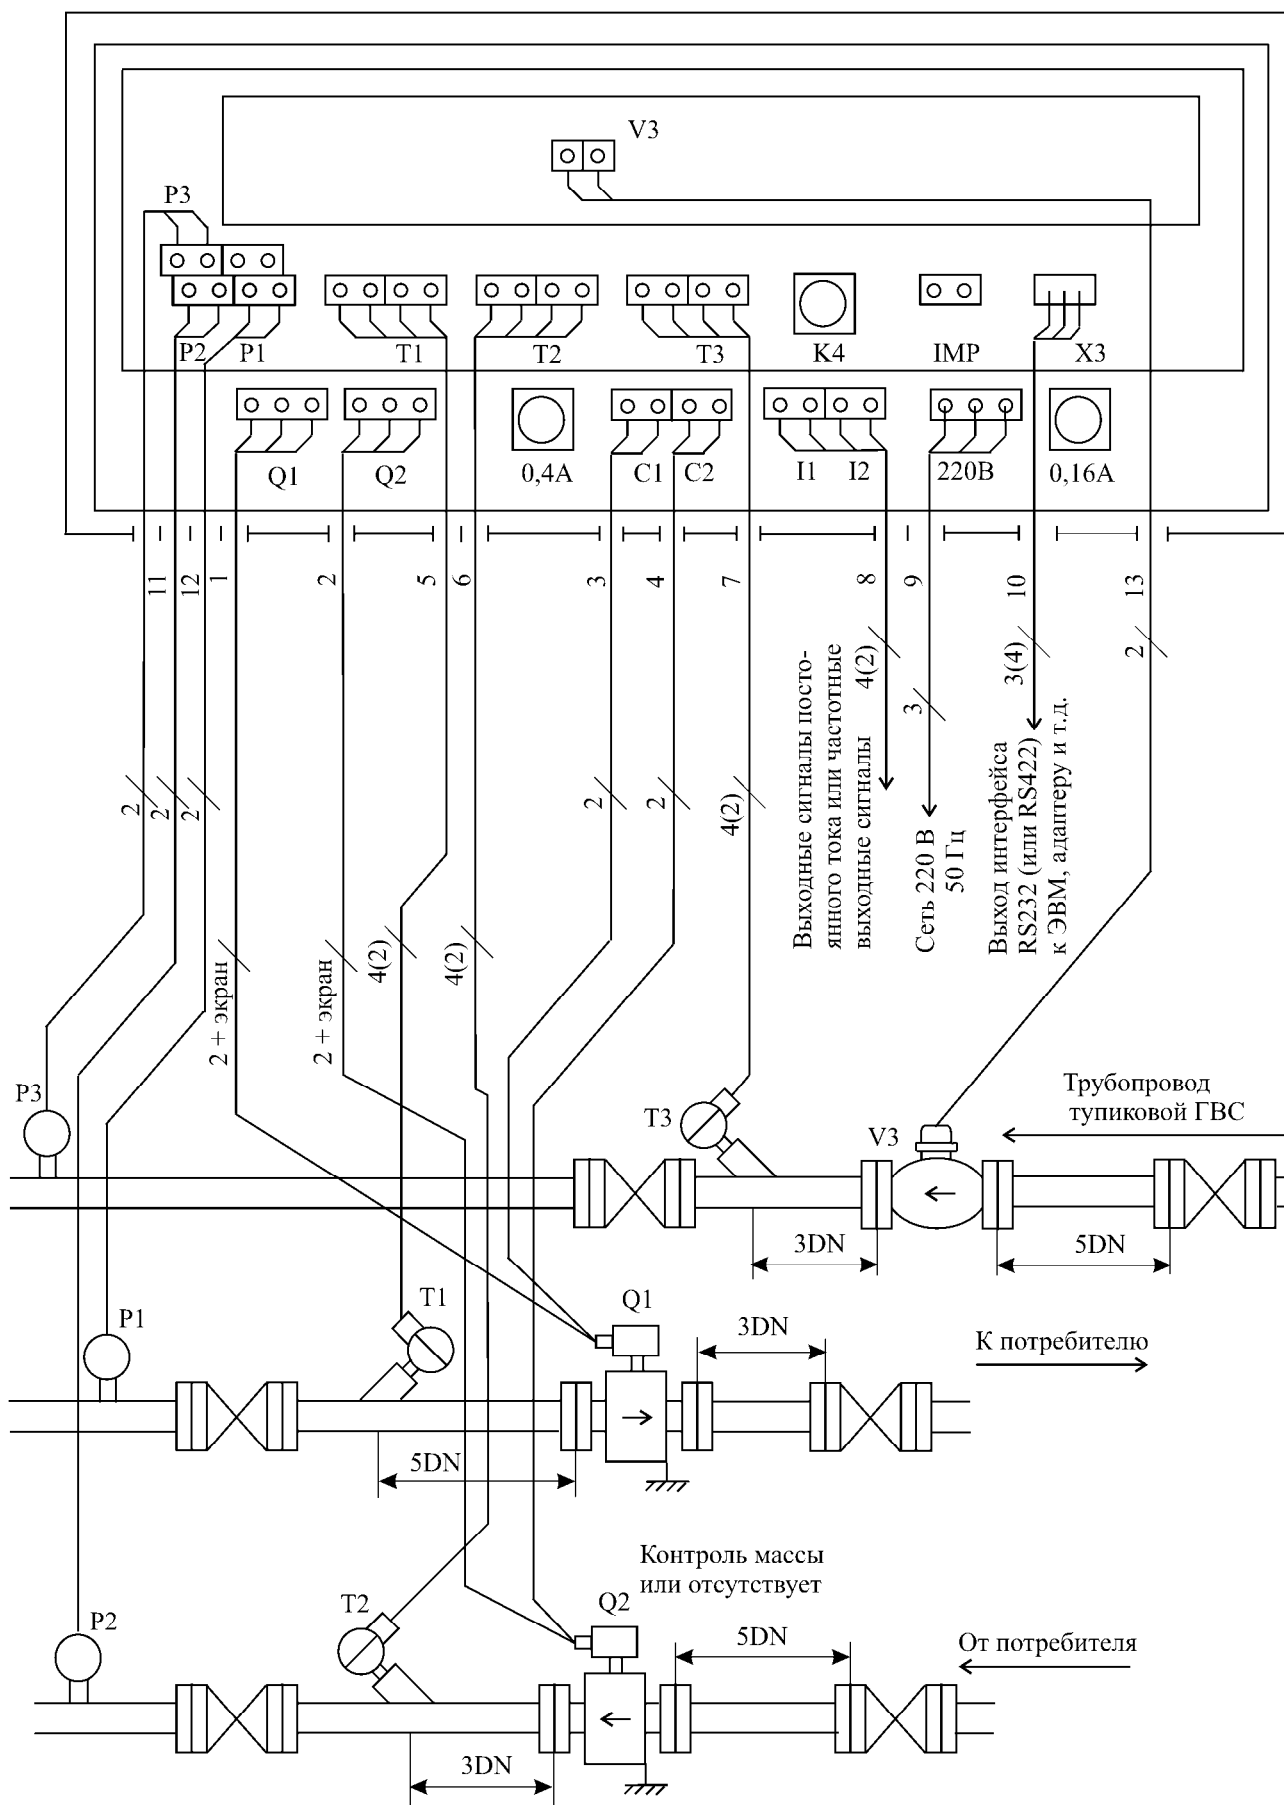 V3
P3
P2
P1
T1
T2
T3
K4
IMP
X3
Q1
Q2
0,4А
C1
C2
I1
I2
220В
0,16А
11
12
1
2
5
6
3
4
7
8
9
10
13
2
2
2
2 + экран
2 + экран
4(2)
4(2)
2
2
4(2)
4(2)
3
3(4)
2
Выходные сигналы посто-
янного тока или частотные
выходные сигналы
Сеть 220 В
50 Гц
Выход интерфейса
RS232 (или RS422)
к ЭВМ, адаптеру и т.д.
P3
T3
V3
Трубопровод
тупиковой ГВС
3DN
5DN
P1
T1
Q1
3DN
К потребителю
5DN
Контроль массы
или отсутствует
P2
T2
Q2
5DN
От потребителя
3DN